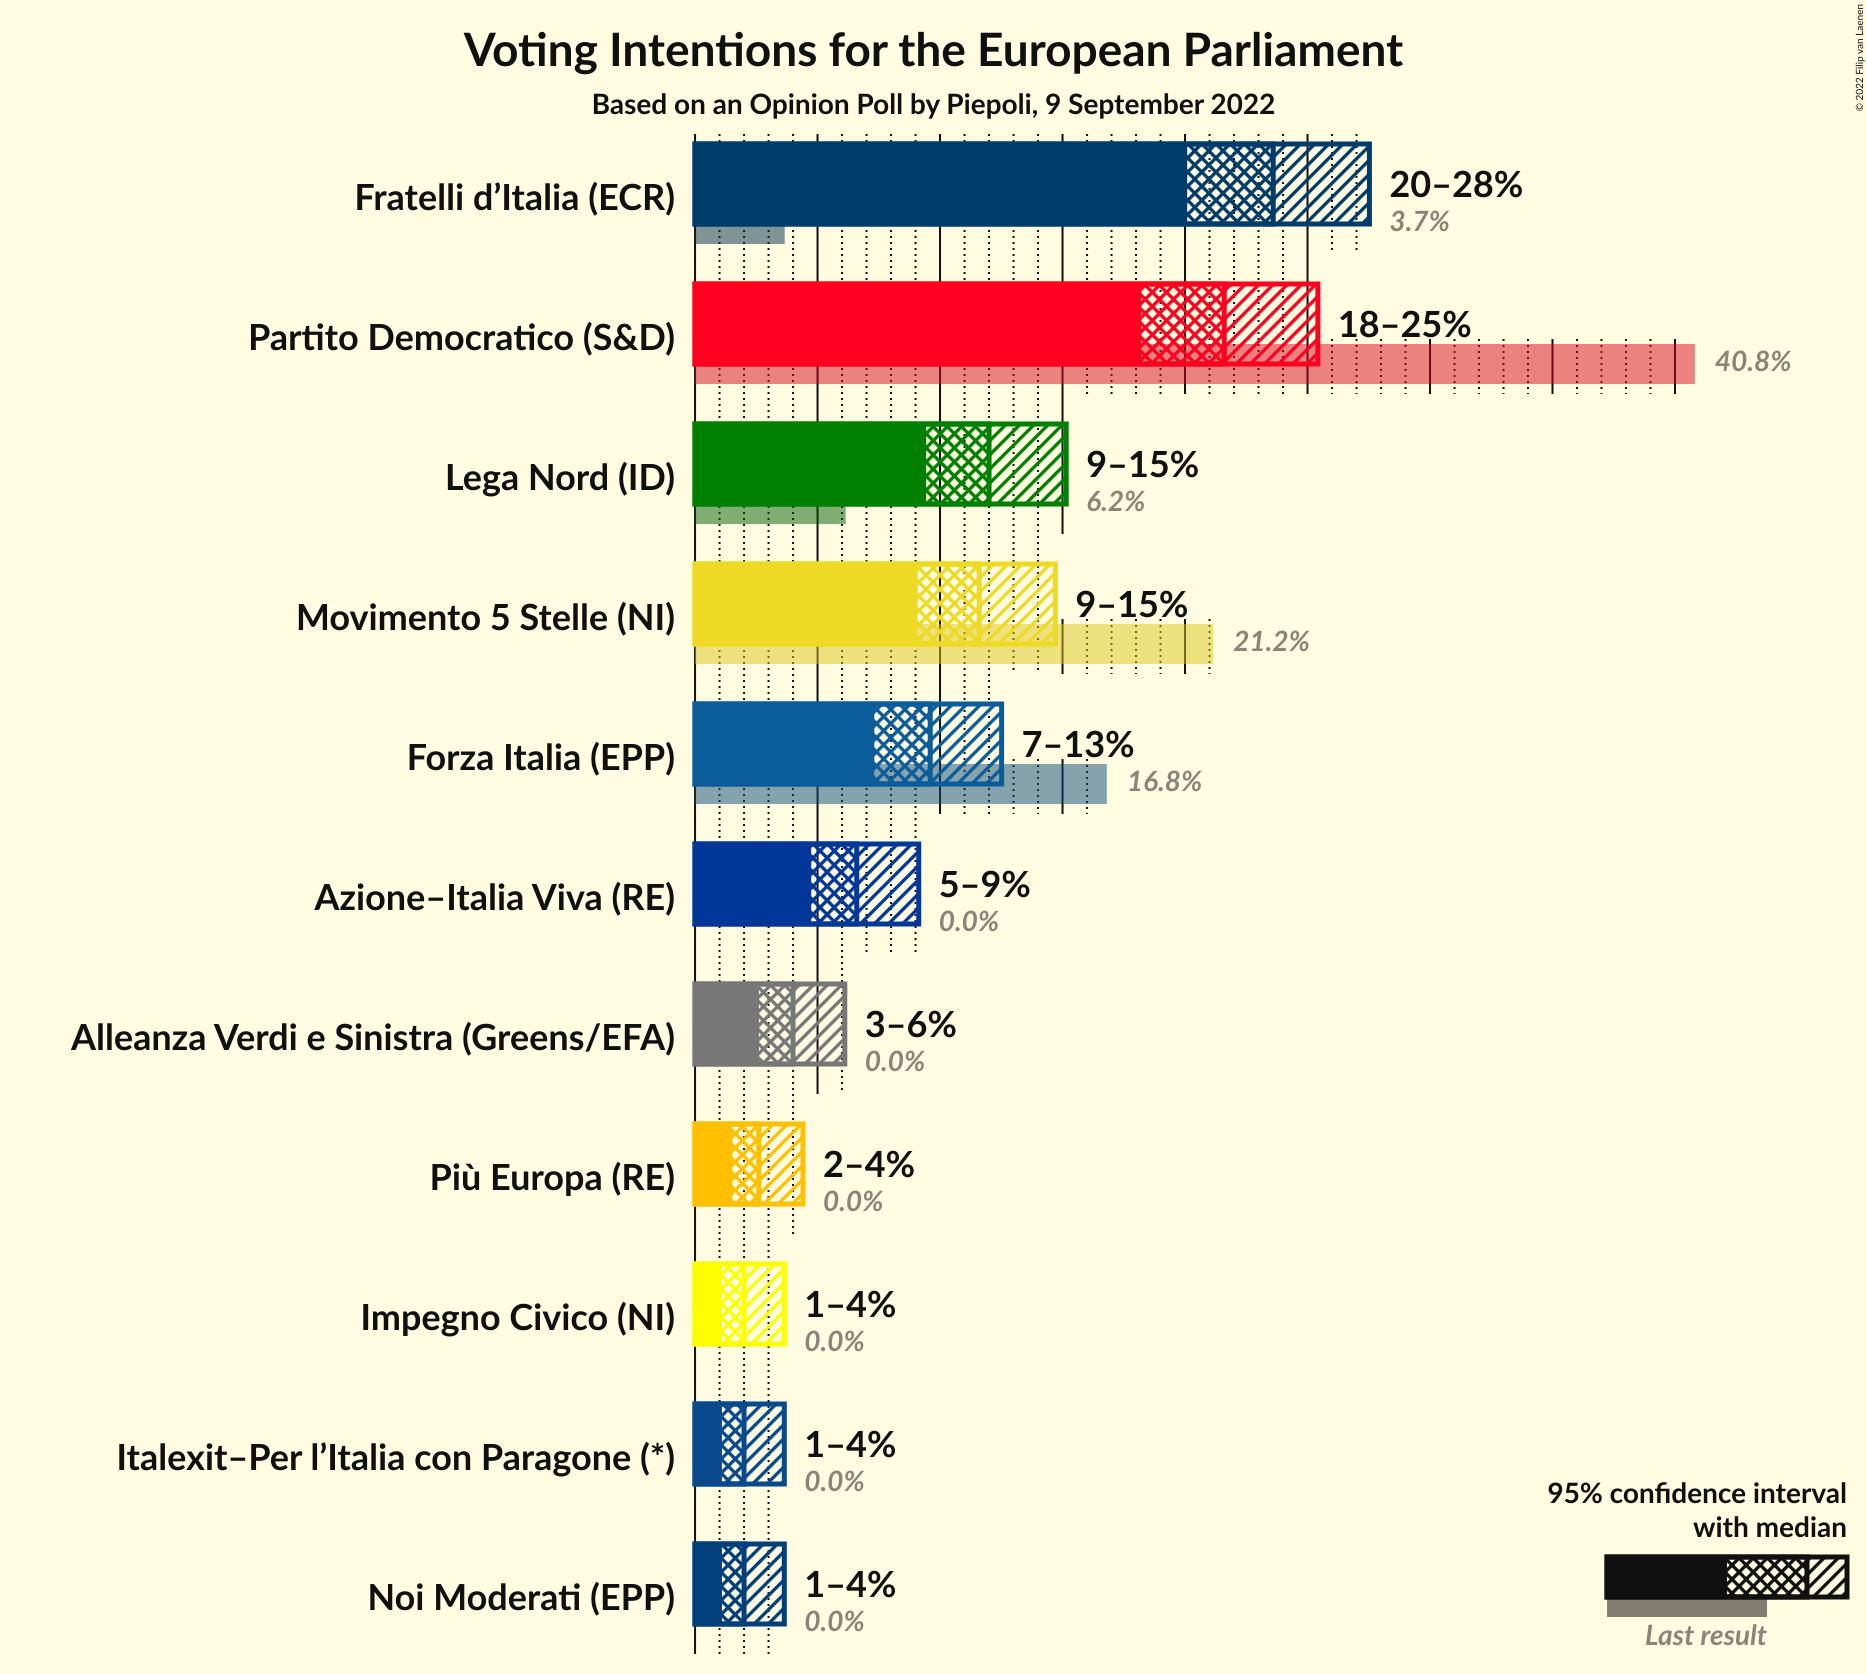 Voting Intentions for the European Parliament
Based on an Opinion Poll by Piepoli, 9 September 2022
© 2022 Filip van Laenen
Fratelli d’Italia (ECR)
20–28%
3.7%
Partito Democratico (S&D)
18–25%
40.8%
Lega Nord (ID)
9–15%
6.2%
Movimento 5 Stelle (NI)
9–15%
21.2%
Forza Italia (EPP)
7–13%
16.8%
Azione–Italia Viva (RE)
5–9%
0.0%
Alleanza Verdi e Sinistra (Greens/EFA)
3–6%
0.0%
Più Europa (RE)
2–4%
0.0%
Impegno Civico (NI)
1–4%
0.0%
Italexit–Per l’Italia con Paragone (*)
1–4%
0.0%
Noi Moderati (EPP)
1–4%
0.0%
95% confidence interval
with median
Last result